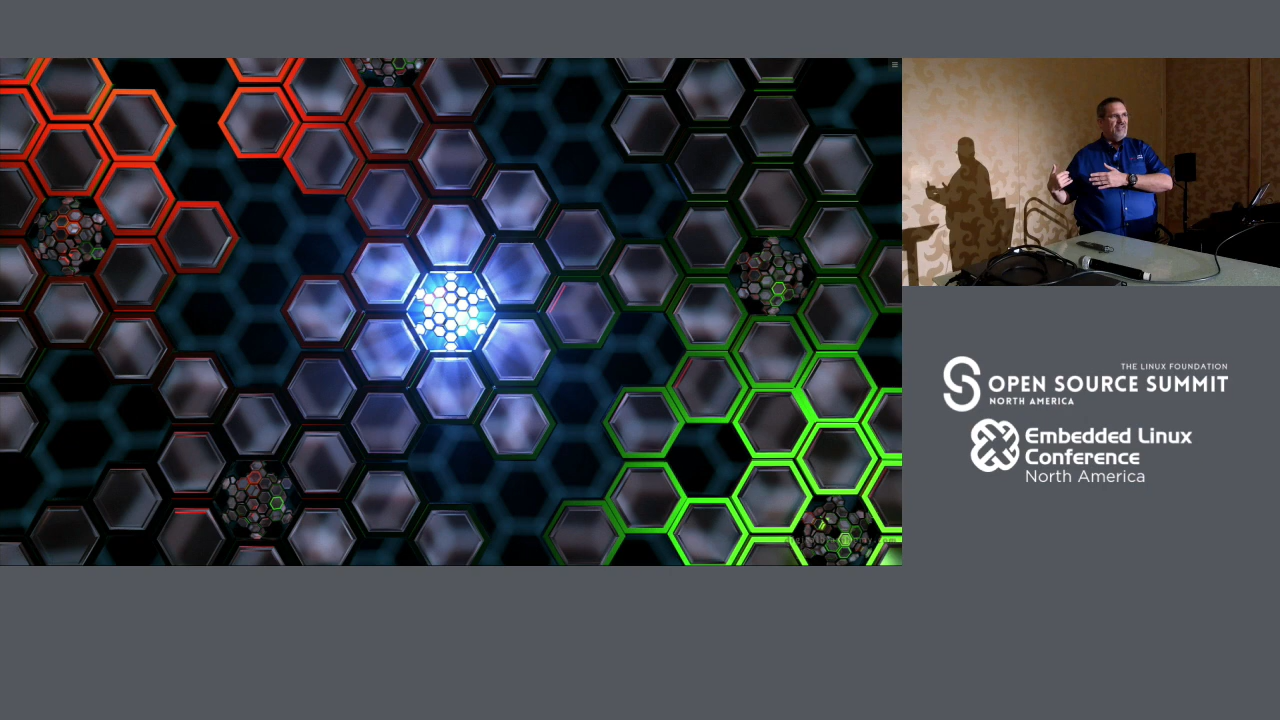 THE LINUX FOUNDATION
OPEN SOURCE SUMMIT
NORTH AMERICA
Embedded Linux
Conference
North America